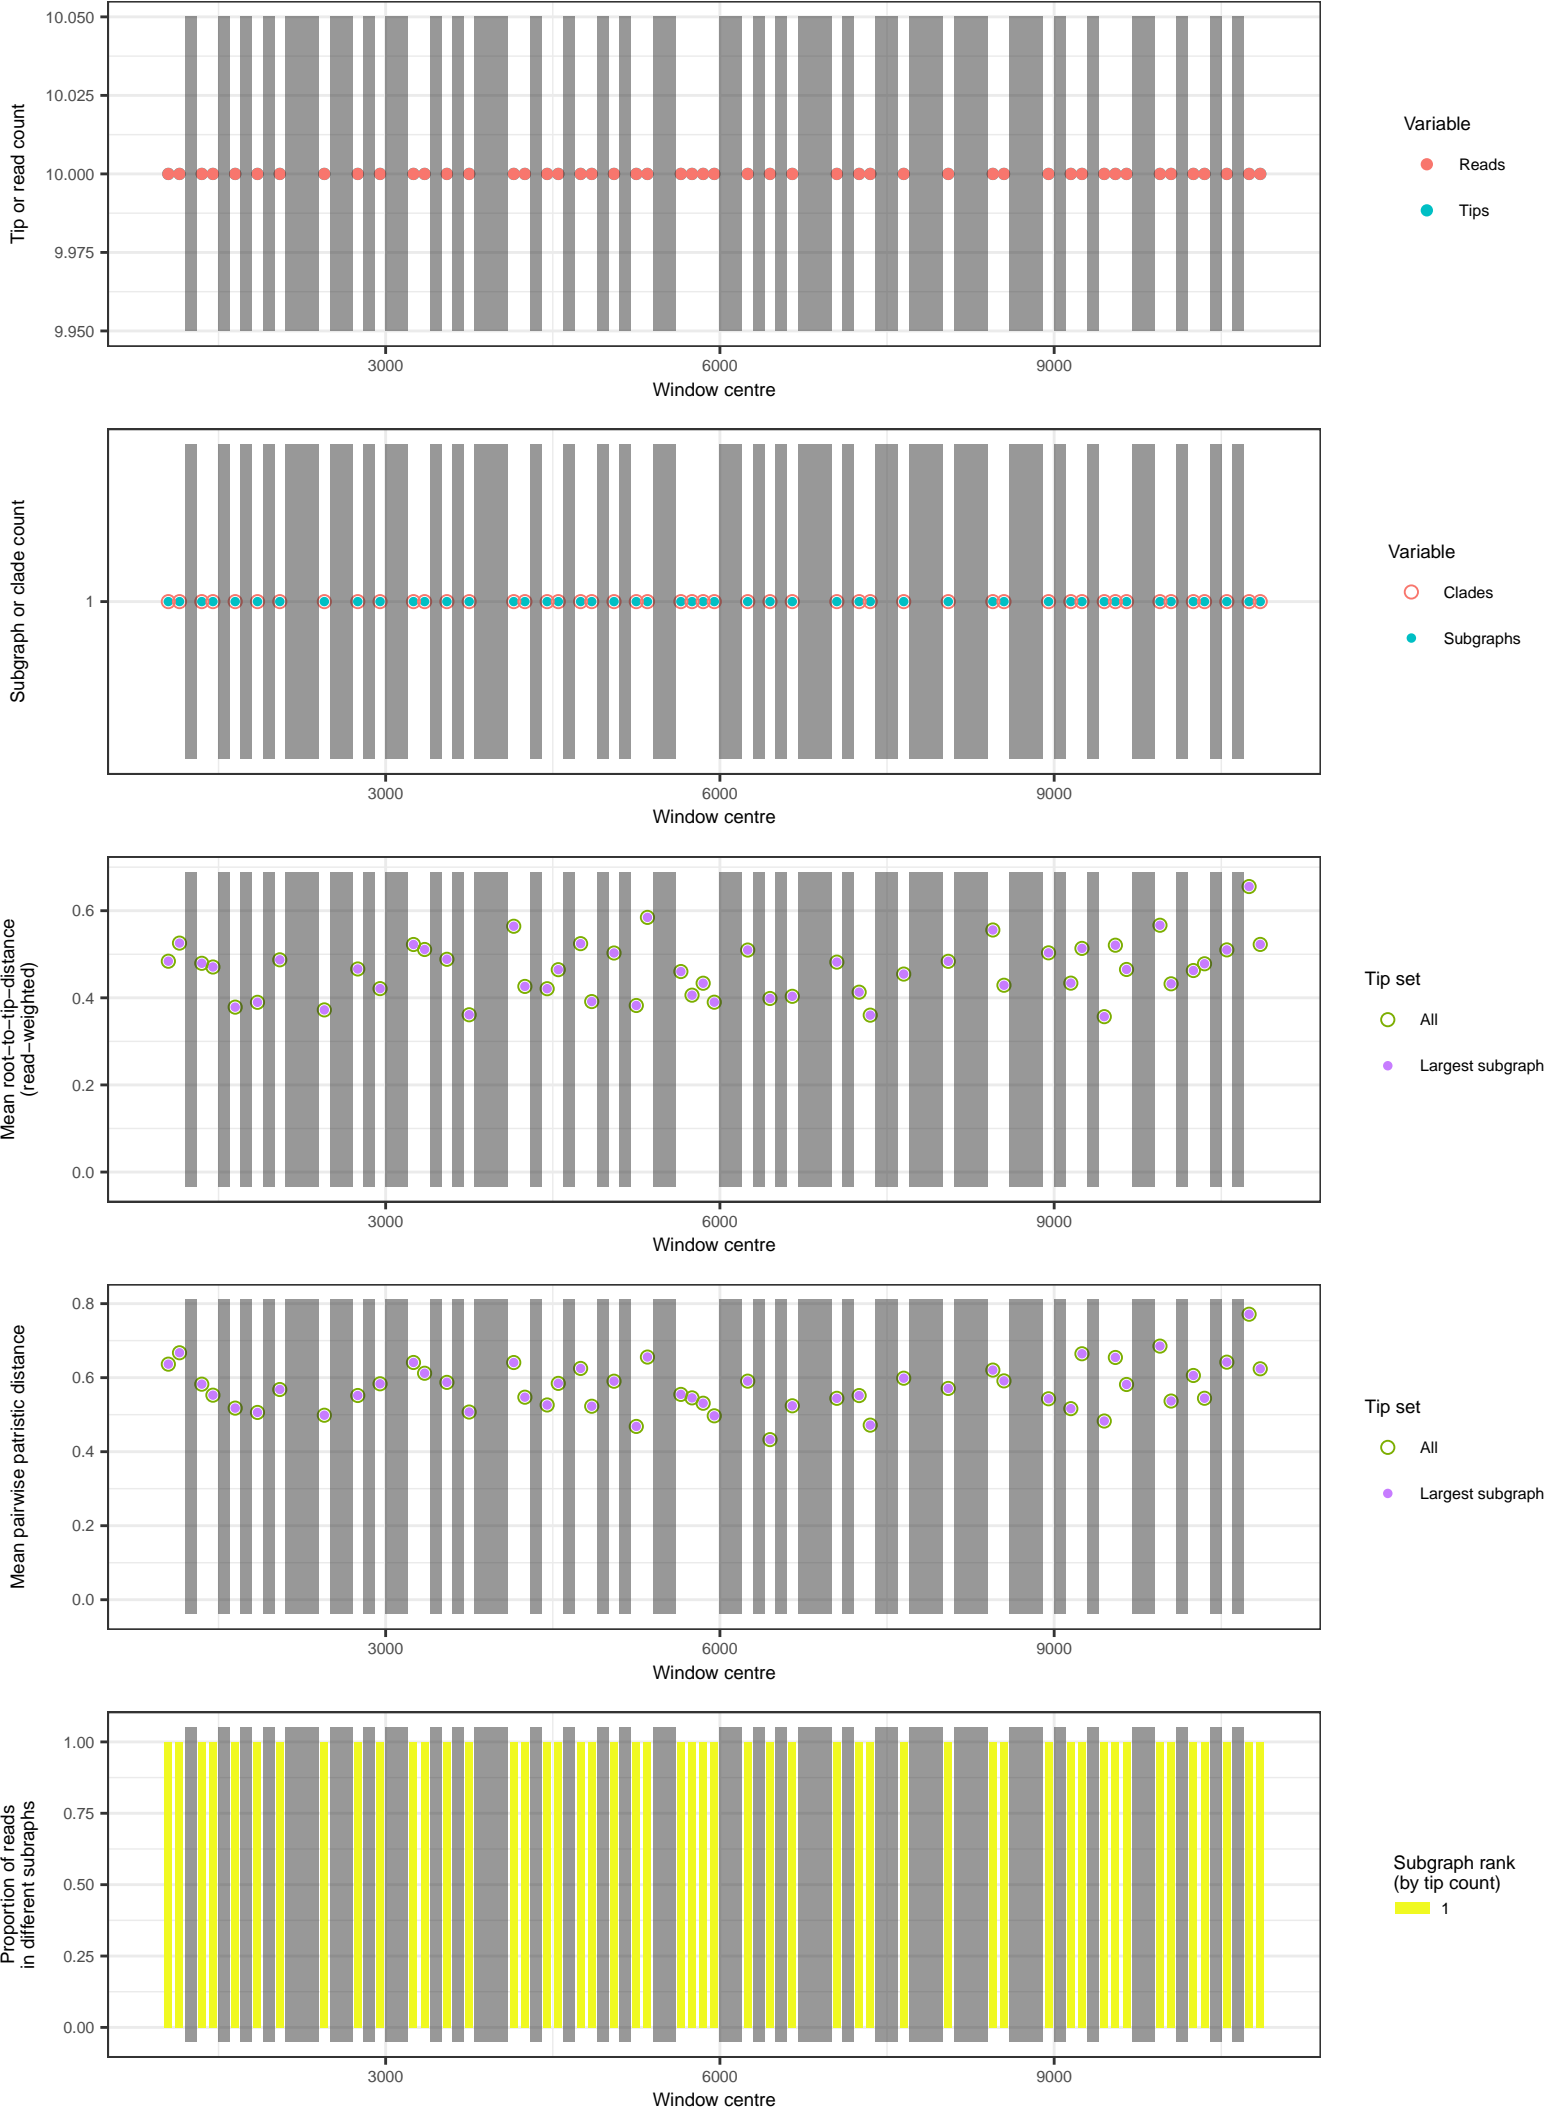 10.050
10.025
10.000
9.975
9.950
Tip or read count
3000
6000
9000
Window centre
Variable
Reads
Tips
1
Subgraph or clade count
3000
6000
9000
Window centre
Variable
Clades
Subgraphs
0.6
0.4
0.2
0.0
Mean root−to−tip−distance
(read−weighted)
3000
6000
9000
Window centre
Tip set
All
Largest subgraph
0.8
0.6
0.4
0.2
0.0
Mean pairwise patristic distance
3000
6000
9000
Window centre
Tip set
All
Largest subgraph
1.00
0.75
0.50
0.25
0.00
Proportion of reads
in different subraphs
3000
6000
9000
Window centre
Subgraph rank
(by tip count)
1